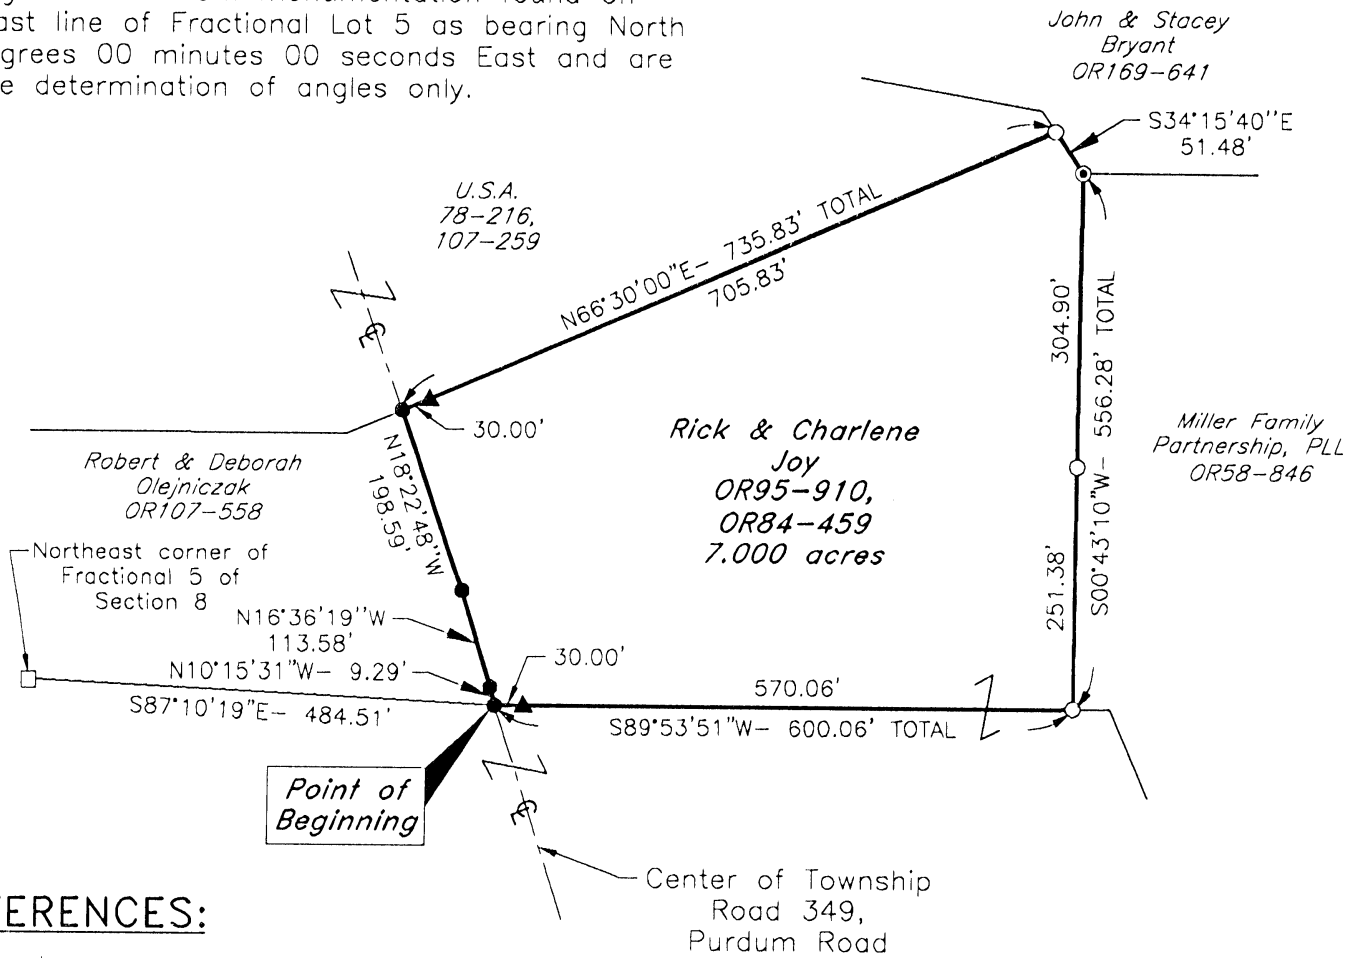 ast line of Fractional Lot 5 as bearing North
grees 00 minutes 00 seconds East and are
e determination of angles only.
John & Stacey
Bryant
OR169-641
S34°15'40"E
51.48'
U.S.A.
78-216,
107-259
N66°30'00"E- 735.83' TOTAL
705.83'
304.90'
S00°43'10"W- 556.28' TOTAL
251.38'
30.00'
Rick & Charlene
Joy
OR95-910,
OR84-459
7.000 acres
Miller Family
Partnership, PLL
OR58-846
Robert & Deborah
Olejniczak
OR107-558
N18°22'48"W
198.59'
Northeast corner of
Fractional 5 of
Section 8
N16°36'19"W
113.58'
N10°15'31"W- 9.29'
S87°10'19"E- 484.51'
30.00'
570.06'
S89°53'51"W- 600.06' TOTAL
Point of
Beginning
Center of Township
Road 349,
Purdum Road
FERENCES: